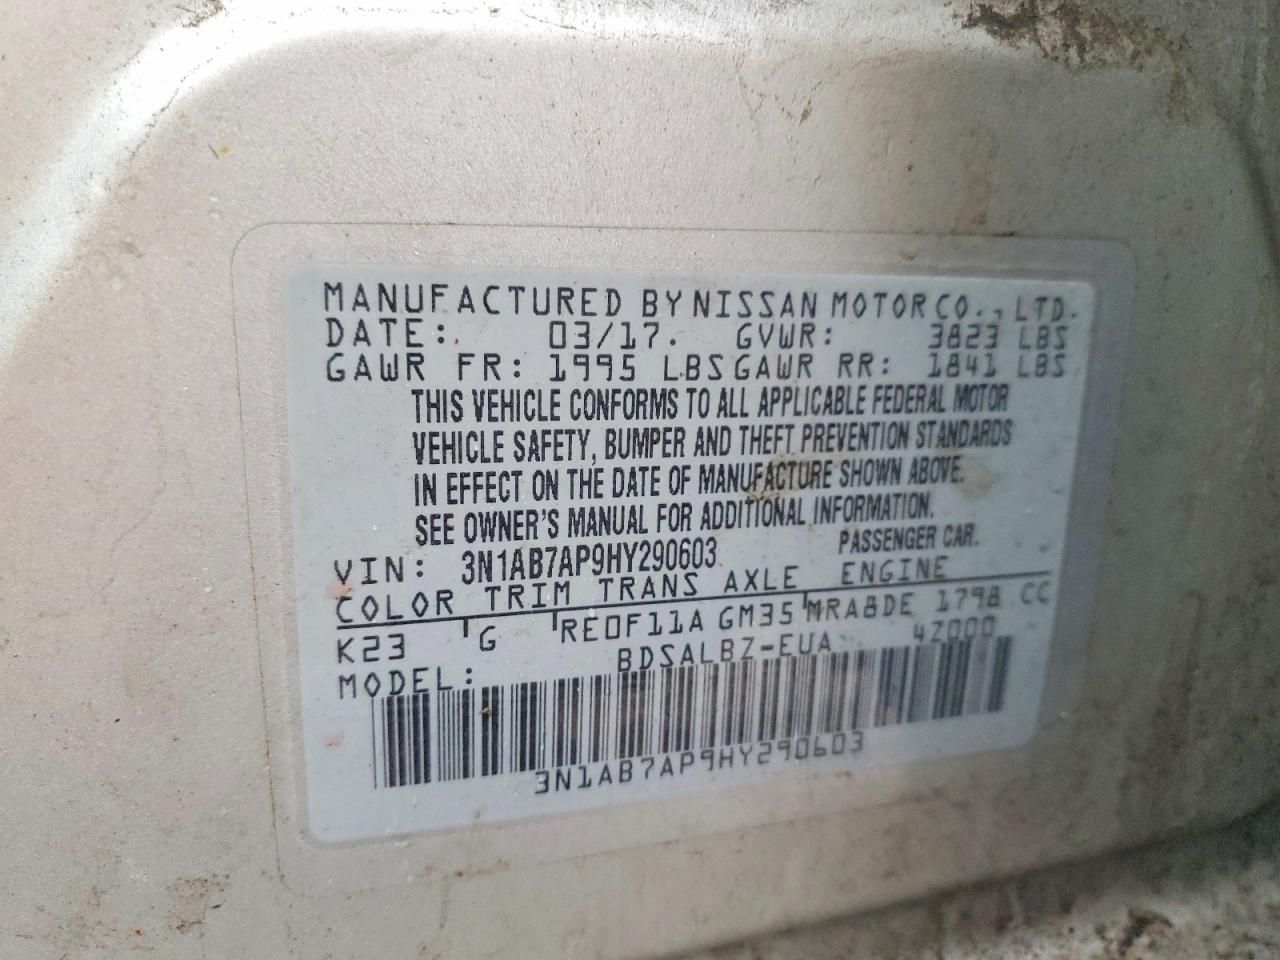 MANUFACTURED BY NISSAN MOTOR CO., LTD.
DATE: 03/17. GVWR: 3823 LBS
GAWR FR: 1995 LBS GAWR RR: 1841 LBS
THIS VEHICLE CONFORMS TO ALL APPLICABLE FEDERAL MOTOR
VEHICLE SAFETY, BUMPER AND THEFT PREVENTION STANDARDS
IN EFFECT ON THE DATE OF MANUFACTURE SHOWN ABOVE.
SEE OWNER'S MANUAL FOR ADDITIONAL INFORMATION.
VIN: 3N1AB7AP9HY290603 PASSENGER CAR.
COLOR TRIM TRANS AXLE ENGINE
K23 G RE0F11A GM35 MRA8DE 1798 CC
MODEL: BDSALBZ-EUA 4Z000
3N1AB7AP9HY290603